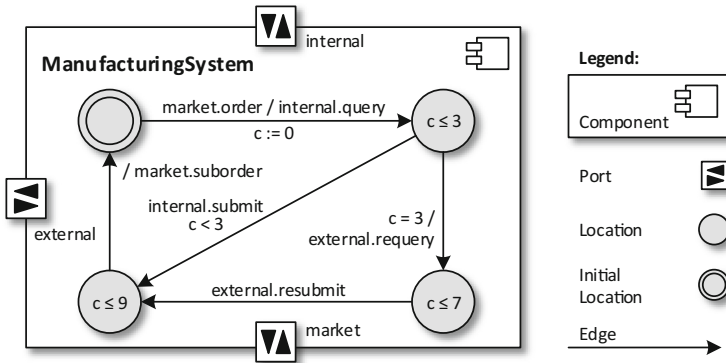 internal
ManufacturingSystem
market.order / internal.query
c := 0
c ≤ 3
/ market.suborder
internal.submit
c < 3
c = 3 /
external.requery
external
c ≤ 9
external.resubmit
c ≤ 7
market
Legend:
Component
Port
Location
Initial
Location
Edge